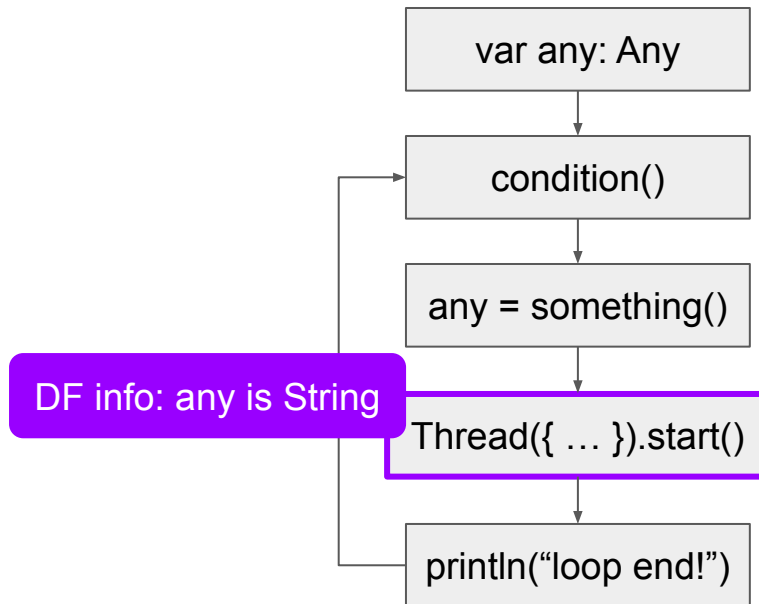 var any: Any
condition()
any = something()
DF info: any is String
Thread({ … }).start()
println(“loop end!”)